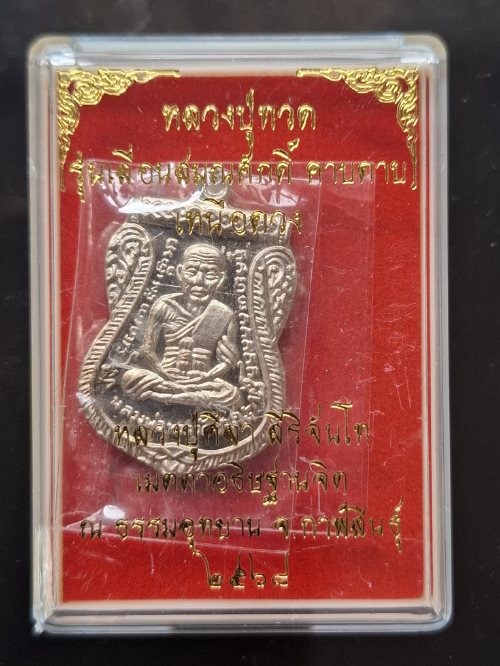 หลวงปู่ทวด
รุ่นเลื่อนสมณศักดิ์ คาบดาบ
เหนือดวง
หลวงปู่ศิลา สิริจันโท
เมตตาอธิษฐานจิต
ณ ธรรมอุทยาน จ.กาฬสินธุ์
๒๕๖๘